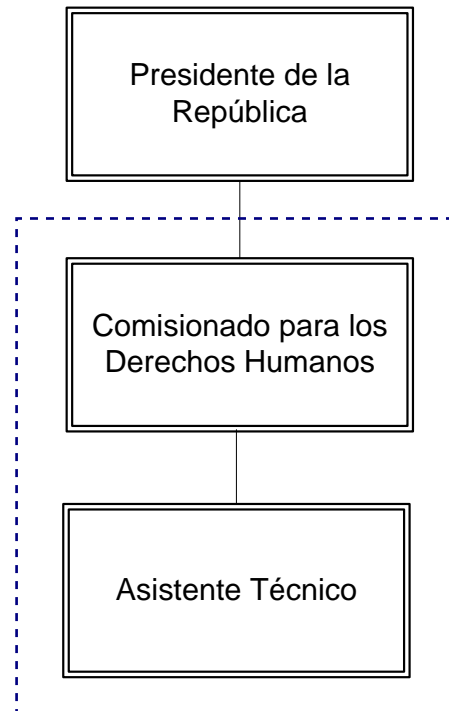 Presidente de la
República
Comisionado para los
Derechos Humanos
Asistente Técnico